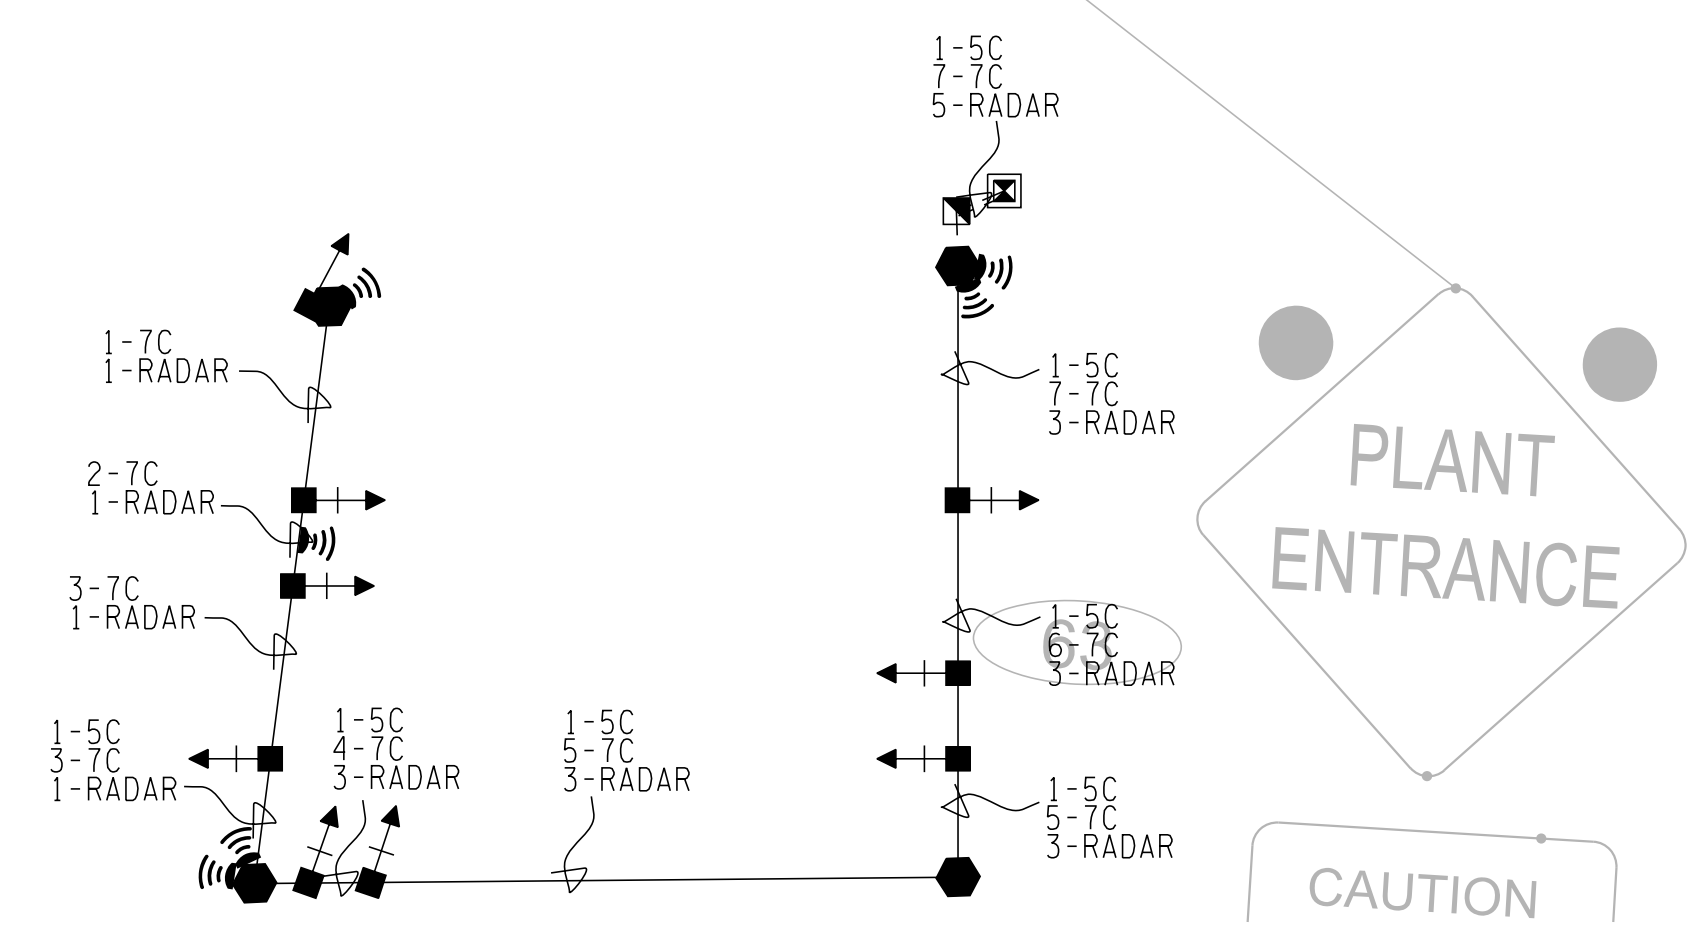 1-5C
7-7C
5-RADAR
1-7C
1-RADAR
1-5C
7-7C
3-RADAR
PLANT
ENTRANCE
2-7C
1-RADAR
3-7C
1-RADAR
63
1-5C
6-7C
3-RADAR
1-5C
3-7C
1-RADAR
1-5C
4-7C
3-RADAR
1-5C
5-7C
3-RADAR
1-5C
5-7C
3-RADAR
CAUTION